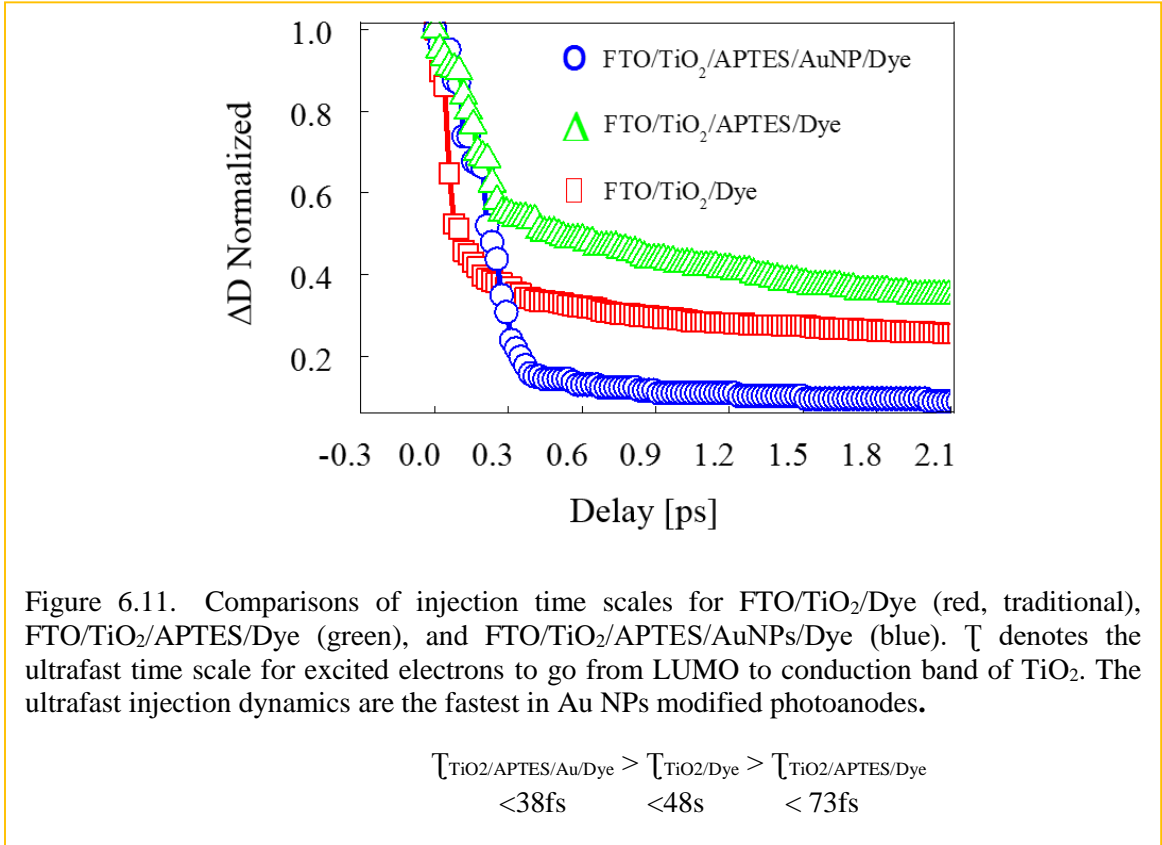 1.0
0.8
0.6
0.4
0.2
ΔD Normalized
FTO/TiO₂/APTES/AuNP/Dye
FTO/TiO₂/APTES/Dye
FTO/TiO₂/Dye
-0.3 0.0 0.3 0.6 0.9 1.2 1.5 1.8 2.1
Delay [ps]
Figure 6.11. Comparisons of injection time scales for FTO/TiO₂/Dye (red, traditional),
FTO/TiO₂/APTES/Dye (green), and FTO/TiO₂/APTES/AuNPs/Dye (blue). Ʈ denotes the
ultrafast time scale for excited electrons to go from LUMO to conduction band of TiO₂. The
ultrafast injection dynamics are the fastest in Au NPs modified photoanodes.
ƮTiO2/APTES/Au/Dye > ƮTiO2/Dye > ƮTiO2/APTES/Dye
<38fs <48s < 73fs